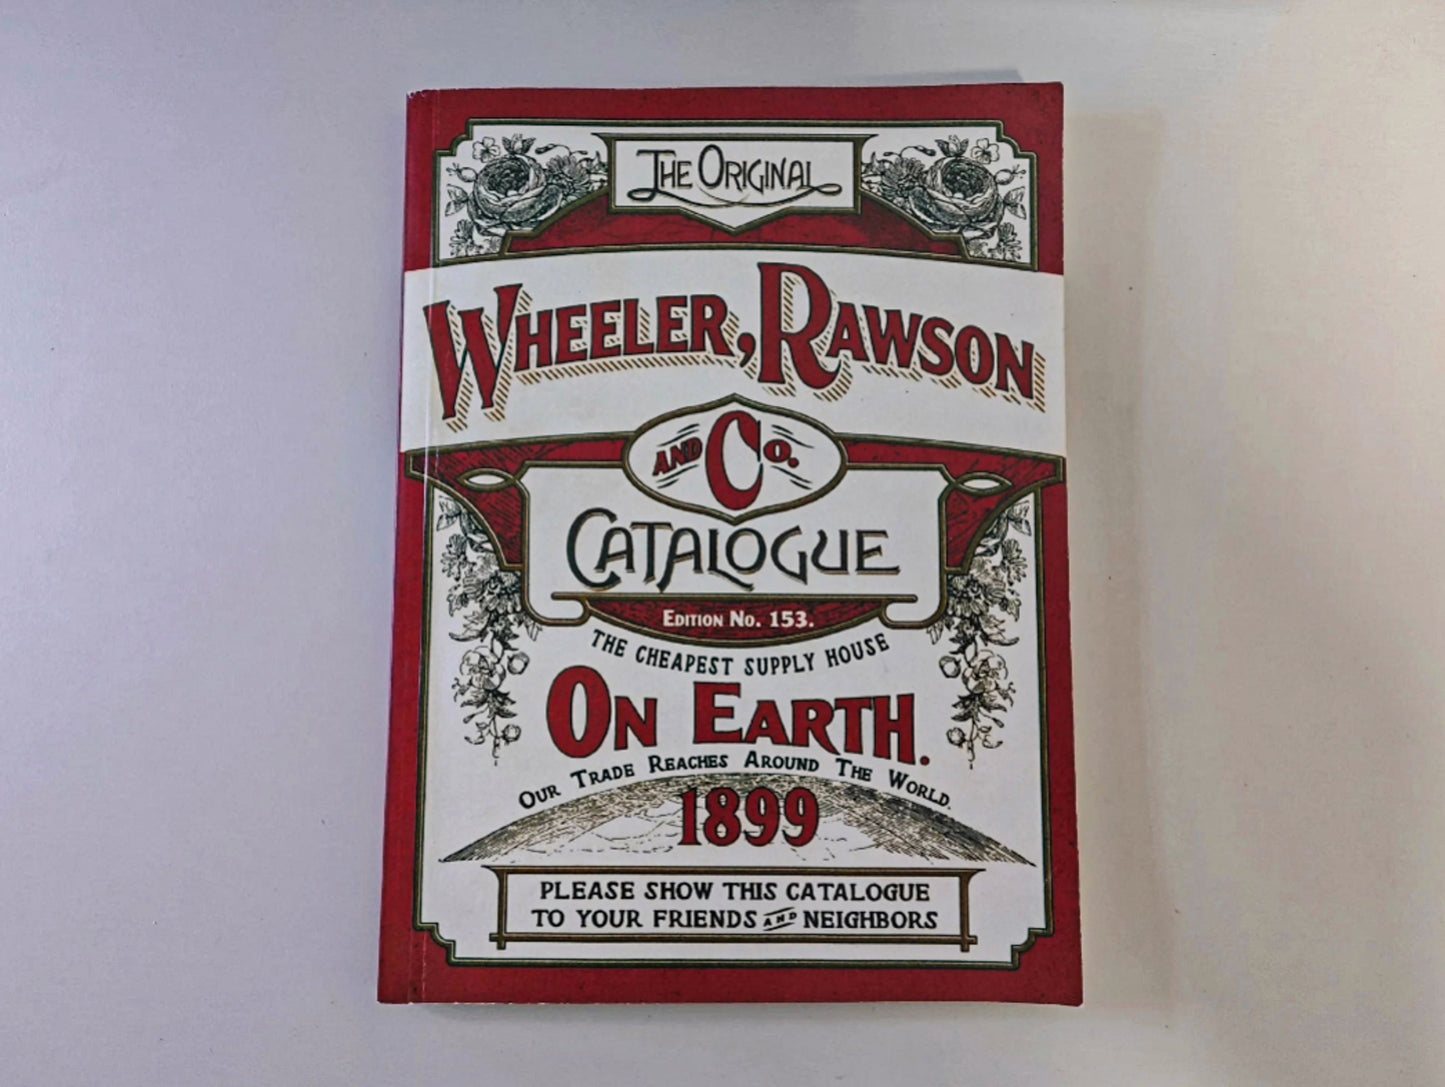 THE ORIGINAL
WHEELER, RAWSON
AND CO.
CATALOGUE
EDITION NO. 153.
THE CHEAPEST SUPPLY HOUSE
ON EARTH.
OUR TRADE REACHES AROUND THE WORLD.
1899
PLEASE SHOW THIS CATALOGUE
TO YOUR FRIENDS AND NEIGHBORS